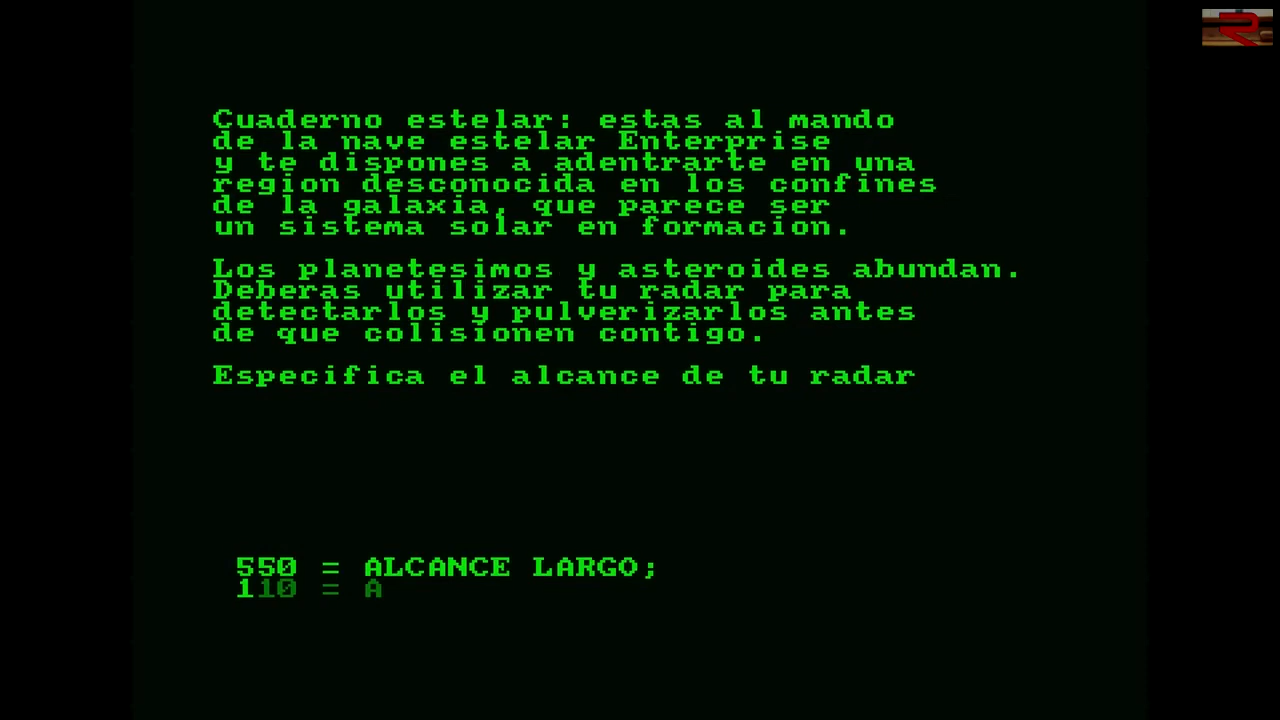 Cuaderno estelar: estas al mando
de la nave estelar Enterprise
y te dispones a adentrarte en una
region desconocida en los confines
de la galaxia, que parece ser
un sistema solar en formacion.
Los planetesimos y asteroides abundan.
Deberas utilizar tu radar para
detectarlos y pulverizarlos antes
de que colisionen contigo.
Especifica el alcance de tu radar
550 = ALCANCE LARGO;
110 = A